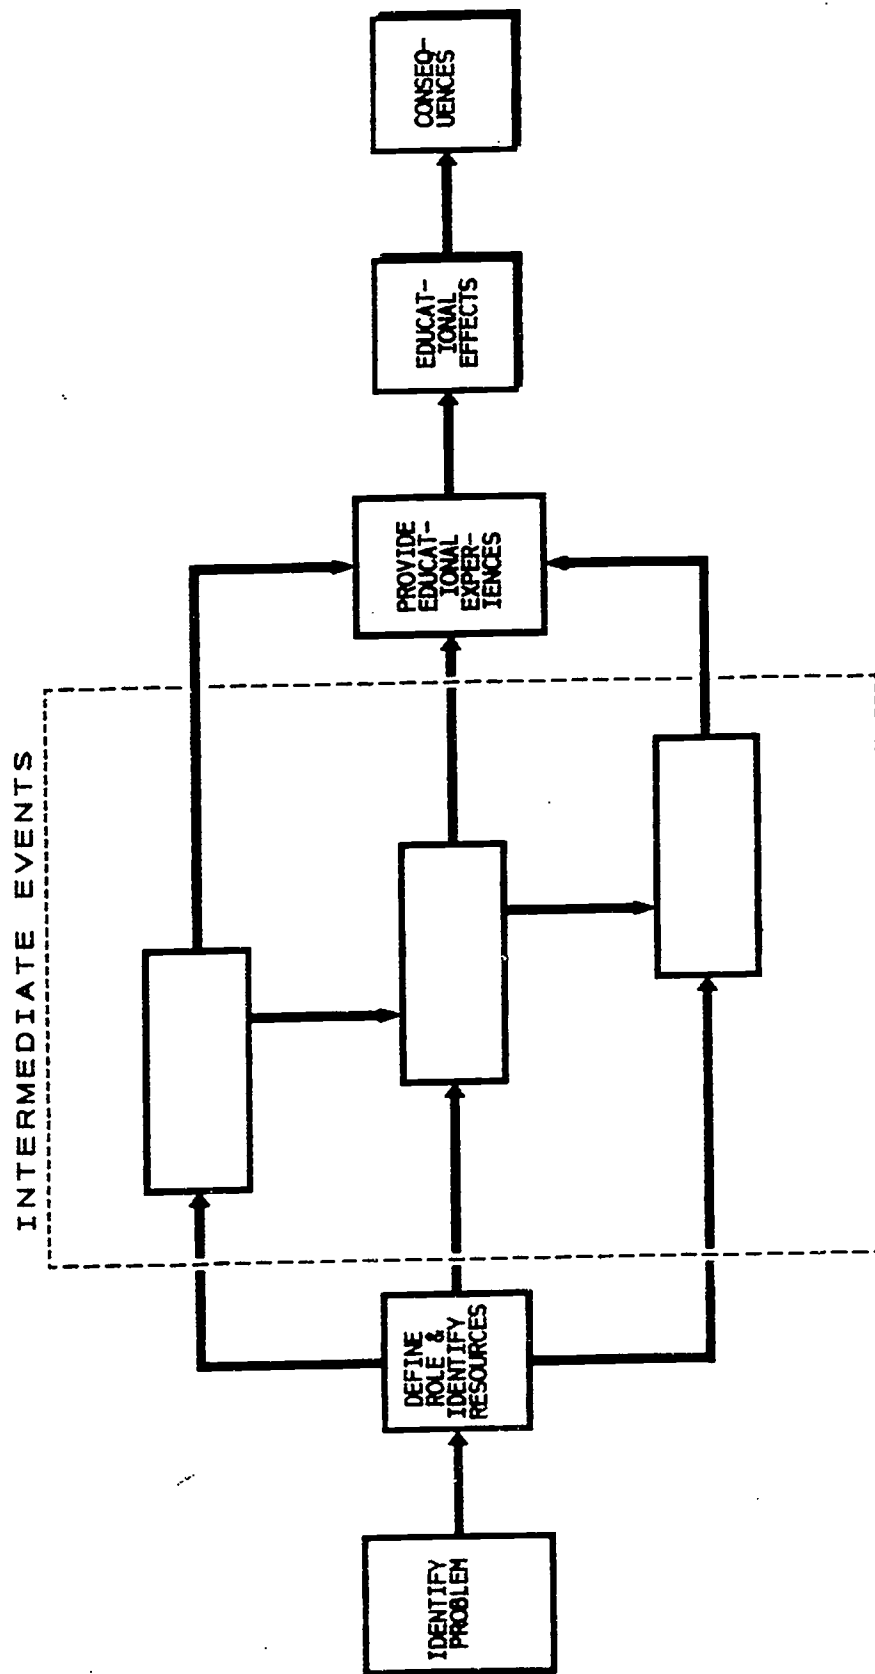 INTERMEDIATE EVENTS
IDENTIFY
PROBLEM
DEFINE
ROLE &
IDENTIFY
RESOURCES
PROVIDE
EDUCAT-
IONAL
EXPER-
IENCES
EDUCAT-
IONAL
EFFECTS
CONSEQ-
UENCES